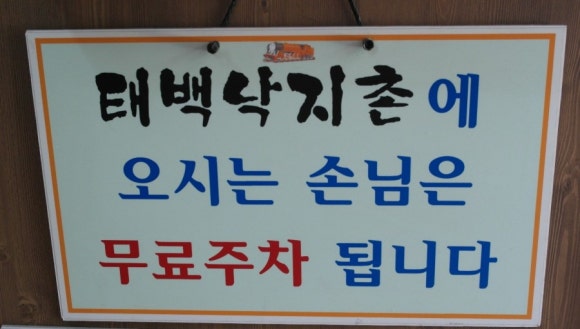 태백낙지촌에
오시는 손님은
무료주차 됩니다